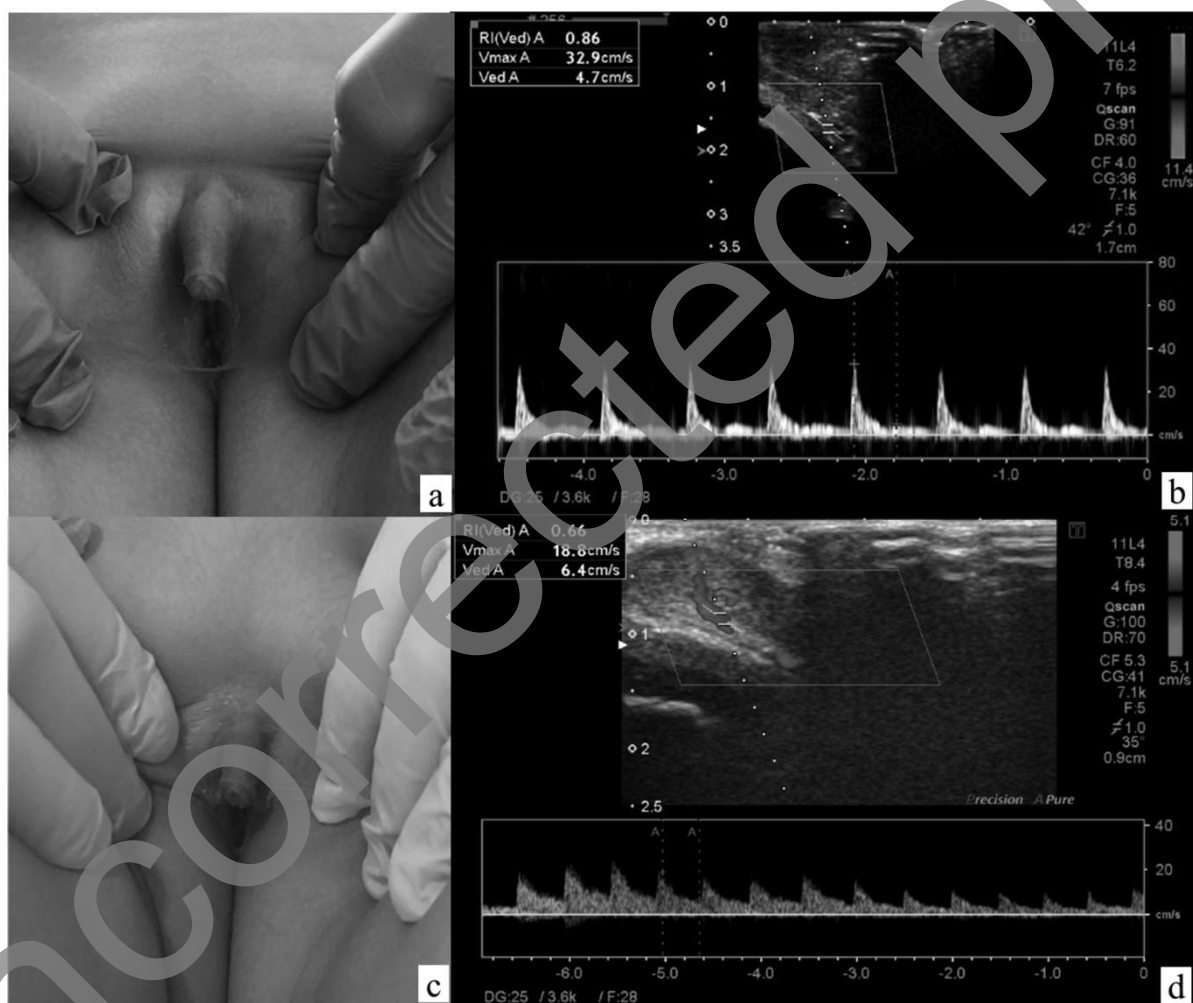 # 256
RI(Ved) A 0.86
Vmax A 32.9cm/s
Ved A 4.7cm/s
0
1
2
3
3.5
11L4
T6.2
7 fps
Qscan
G:91
DR:60
CF 4.0
CG:36
7.1k
F:5
42° 1.0
1.7cm
11.4
cm/s
A A
80
60
40
20
cm/s
-4.0 -3.0 -2.0 -1.0 0
DG:25 / 3.6k / F:28
a
b
RI(Ved) A 0.66
Vmax A 18.8cm/s
Ved A 6.4cm/s
0
1
2
2.5
T
11L4
T8.4
4 fps
Qscan
G:100
DR:70
CF 5.3
CG:41
7.1k
F:5
1.0
35°
0.9cm
5.1
5.1
cm/s
Precision A Pure
A A
40
20
cm/s
-6.0 -5.0 -4.0 -3.0 -2.0 -1.0 0
DG:25 / 3.6k / F:28
c
d
ncorrected pr